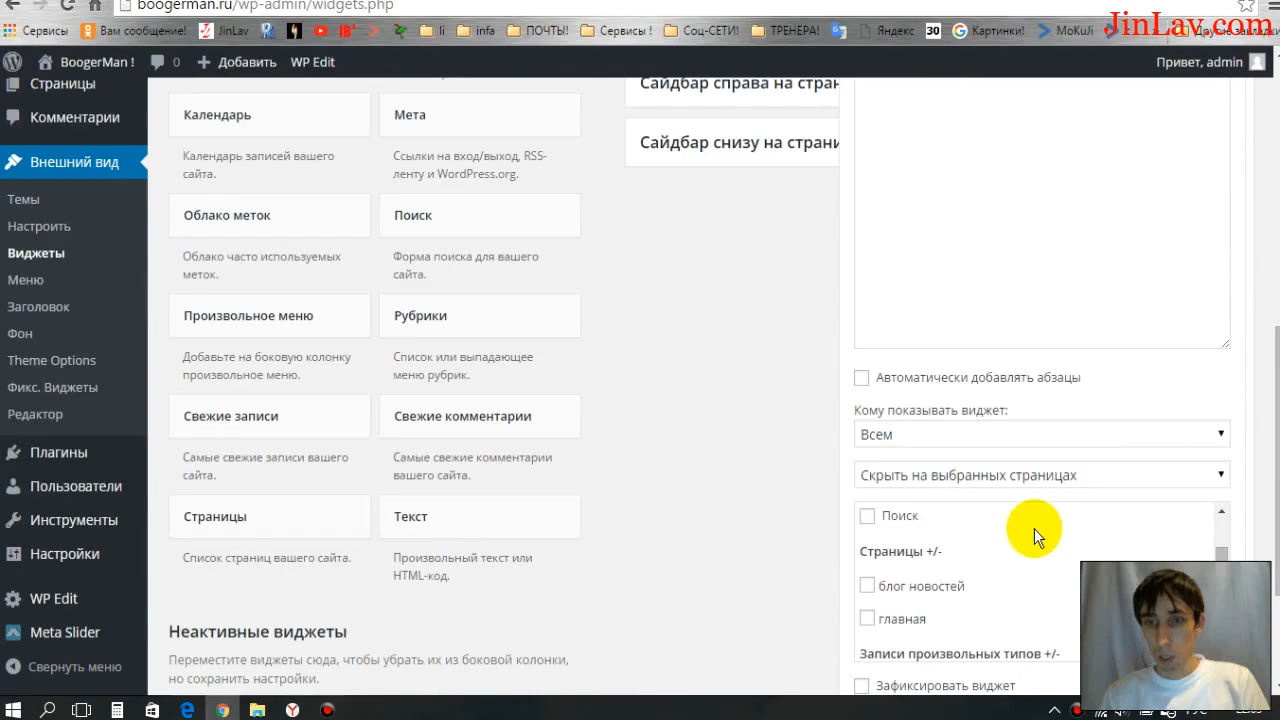 boogerman.ru/wp-admin/widgets.php
JinLav.com
Сервисы
Вам сообщение!
JinLav
li
infa
ПОЧТЫ!
Сервисы !
Соц-СЕТИ!
ТРЕНЕРА!
Яндекс
30
Картинки!
MoKuJi
Другие закладки
BoogerMan !
0
Добавить
WP Edit
Привет, admin
Страницы
Комментарии
Внешний вид
Темы
Настроить
Виджеты
Меню
Заголовок
Фон
Theme Options
Фикс. Виджеты
Редактор
Плагины
Пользователи
Инструменты
Настройки
WP Edit
Meta Slider
Свернуть меню
Календарь
Календарь записей вашего
сайта.
Мета
Ссылки на вход/выход, RSS-
ленту и WordPress.org.
Облако меток
Облако часто используемых
меток.
Поиск
Форма поиска для вашего
сайта.
Произвольное меню
Добавьте на боковую колонку
произвольное меню.
Рубрики
Список или выпадающее
меню рубрик.
Свежие записи
Самые свежие записи вашего
сайта.
Свежие комментарии
Самые свежие комментарии
вашего сайта.
Страницы
Список страниц вашего сайта.
Текст
Произвольный текст или
HTML-код.
Неактивные виджеты
Переместите виджеты сюда, чтобы убрать их из боковой колонки,
но сохранить настройки.
Сайдбар справа на стран
Сайдбар снизу на страни
Автоматически добавлять абзацы
Кому показывать виджет:
Всем
Скрыть на выбранных страницах
Поиск
Страницы +/-
блог новостей
главная
Записи произвольных типов +/-
Зафиксировать виджет